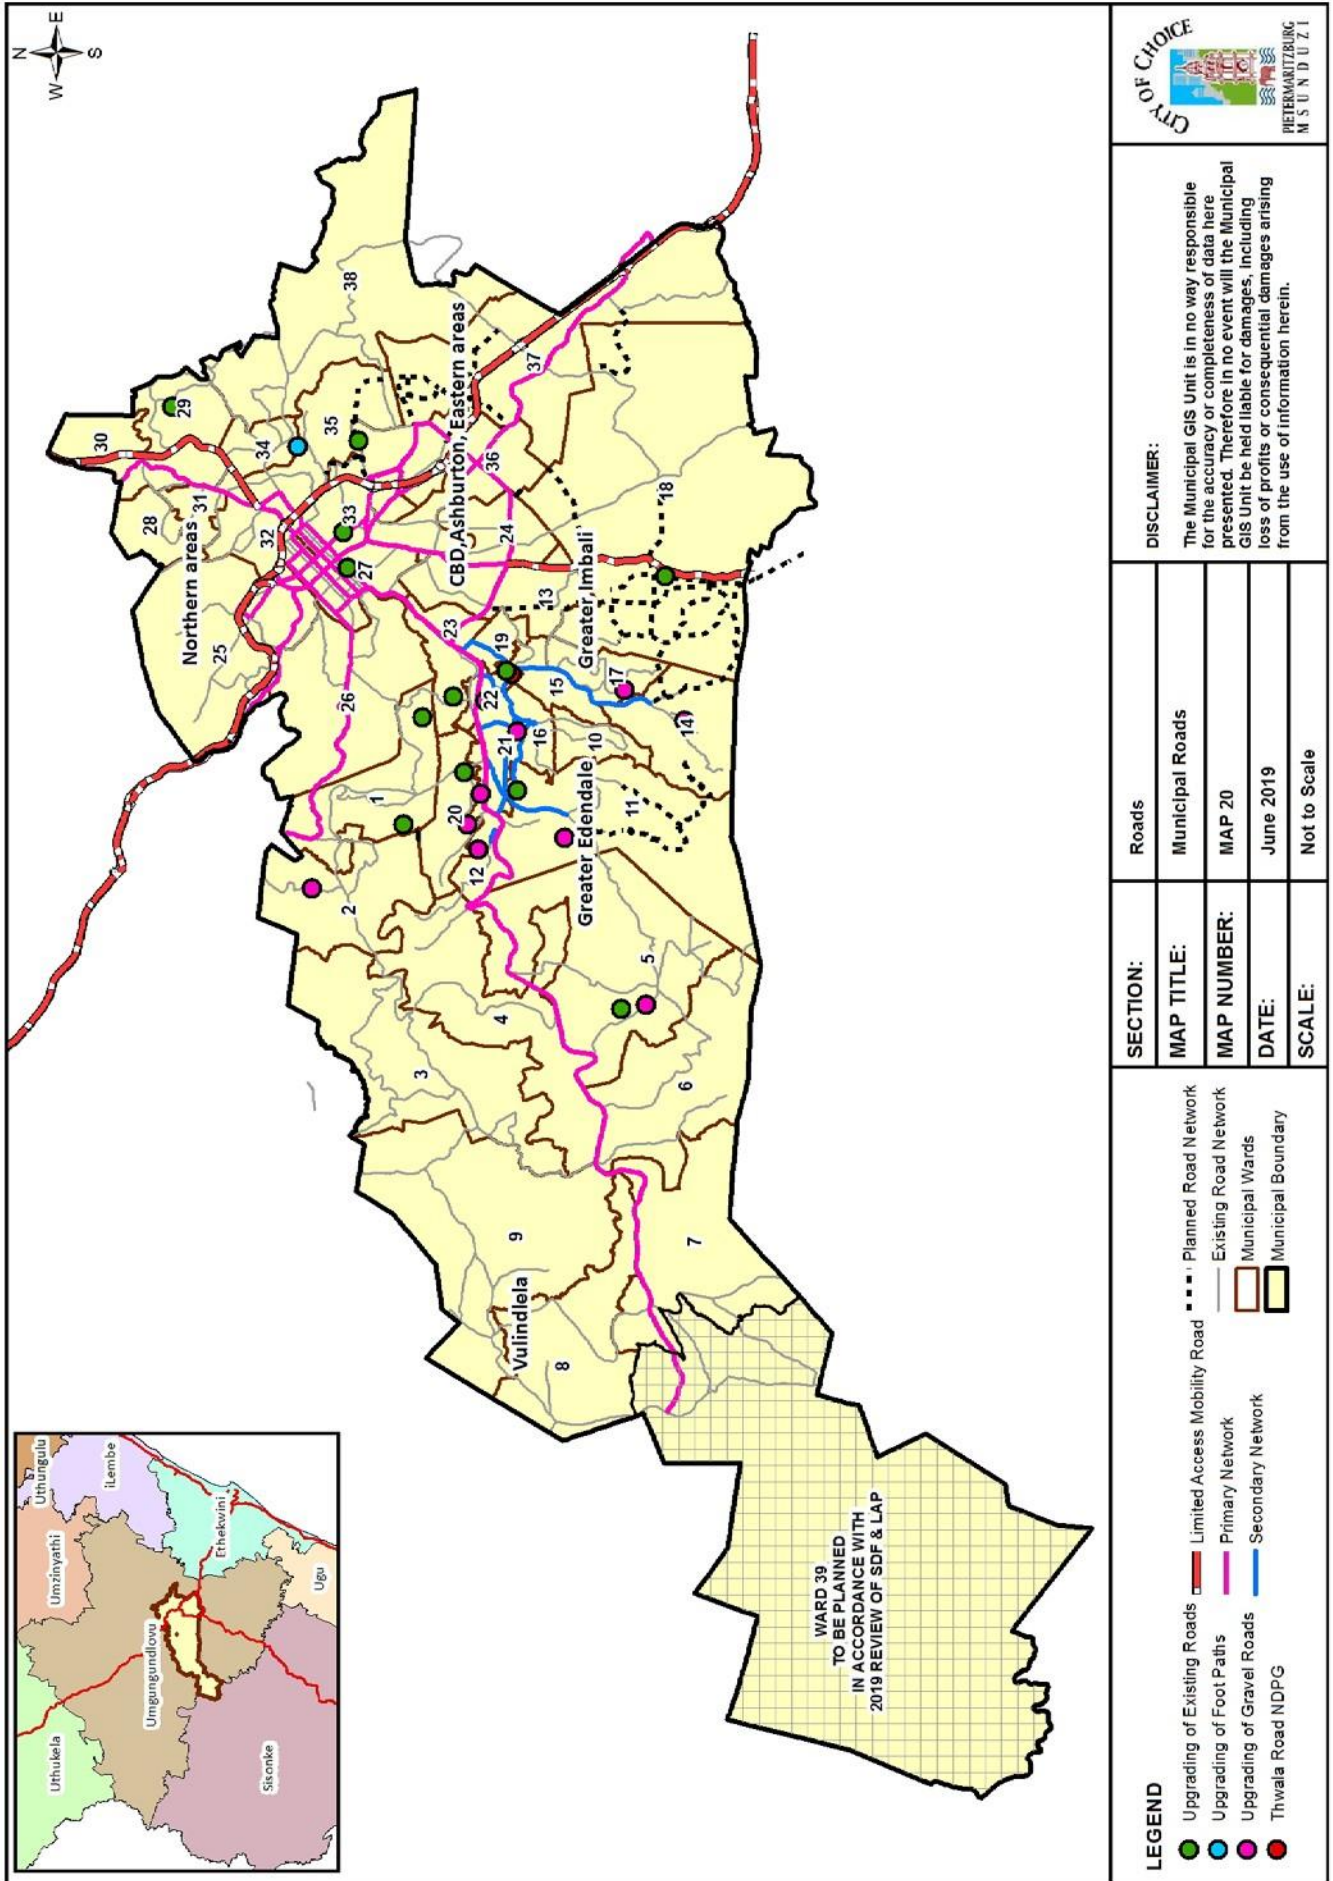 N
W
E
S
Uthungulu
Umzinyathi
iLembe
Uthukela
Umgungundlovu
Ethekwini
Ugu
Sisonke
30
29
28
31
34
38
Northern areas
32
35
33
25
27
CBD,Ashburton, Eastern areas
26
36
37
24
23
13
18
19
Greater,Imbali
22
15
17
1
21
16
10
14
20
2
12
Greater Edendale
11
5
4
3
6
9
7
Vulindlela
8
WARD 39
TO BE PLANNED
IN ACCORDANCE WITH
2019 REVIEW OF SDF & LAP
LEGEND
Upgrading of Existing Roads
Upgrading of Foot Paths
Upgrading of Gravel Roads
Thwala Road NDPG
Limited Access Mobility Road
Primary Network
Secondary Network
Planned Road Network
Existing Road Network
Municipal Wards
Municipal Boundary
SECTION: Roads
MAP TITLE: Municipal Roads
MAP NUMBER: MAP 20
DATE: June 2019
SCALE: Not to Scale
DISCLAIMER:
The Municipal GIS Unit is in no way responsible
for the accuracy or completeness of data here
presented. Therefore in no event will the Municipal
GIS Unit be held liable for damages, including
loss of profits or consequential damages arising
from the use of information herein.
CITY OF CHOICE
PIETERMARITZBURG
MSUNDUZI